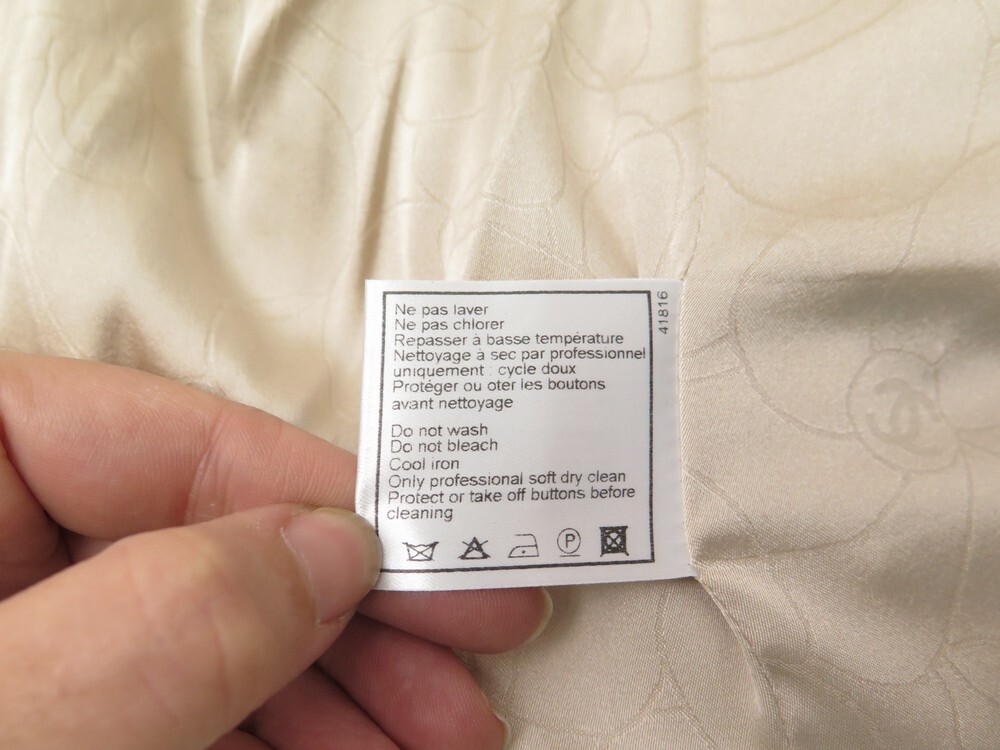 Ne pas laver
Ne pas chlorer
Repasser à basse température
Nettoyage à sec par professionnel
uniquement : cycle doux
Protéger ou oter les boutons
avant nettoyage
Do not wash
Do not bleach
Cool iron
Only professional soft dry clean
Protect or take off buttons before
cleaning
P
41816